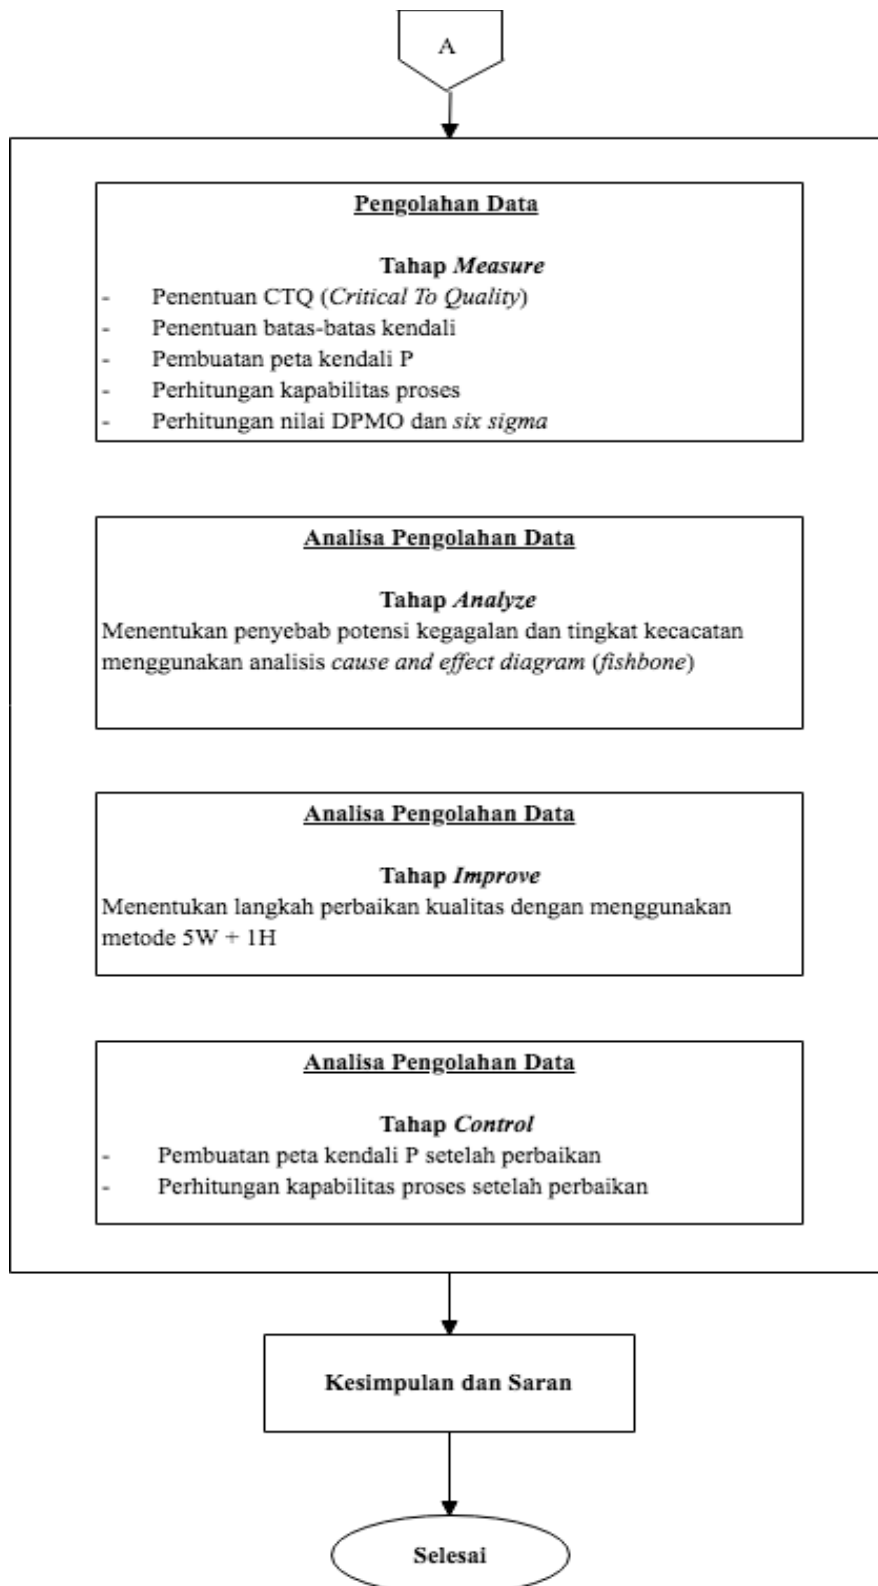 A
Pengolahan Data
Tahap Measure
- Penentuan CTQ (Critical To Quality)
- Penentuan batas-batas kendali
- Pembuatan peta kendali P
- Perhitungan kapabilitas proses
- Perhitungan nilai DPMO dan six sigma
Analisa Pengolahan Data
Tahap Analyze
Menentukan penyebab potensi kegagalan dan tingkat kecacatan
menggunakan analisis cause and effect diagram (fishbone)
Analisa Pengolahan Data
Tahap Improve
Menentukan langkah perbaikan kualitas dengan menggunakan
metode 5W + 1H
Analisa Pengolahan Data
Tahap Control
- Pembuatan peta kendali P setelah perbaikan
- Perhitungan kapabilitas proses setelah perbaikan
Kesimpulan dan Saran
Selesai